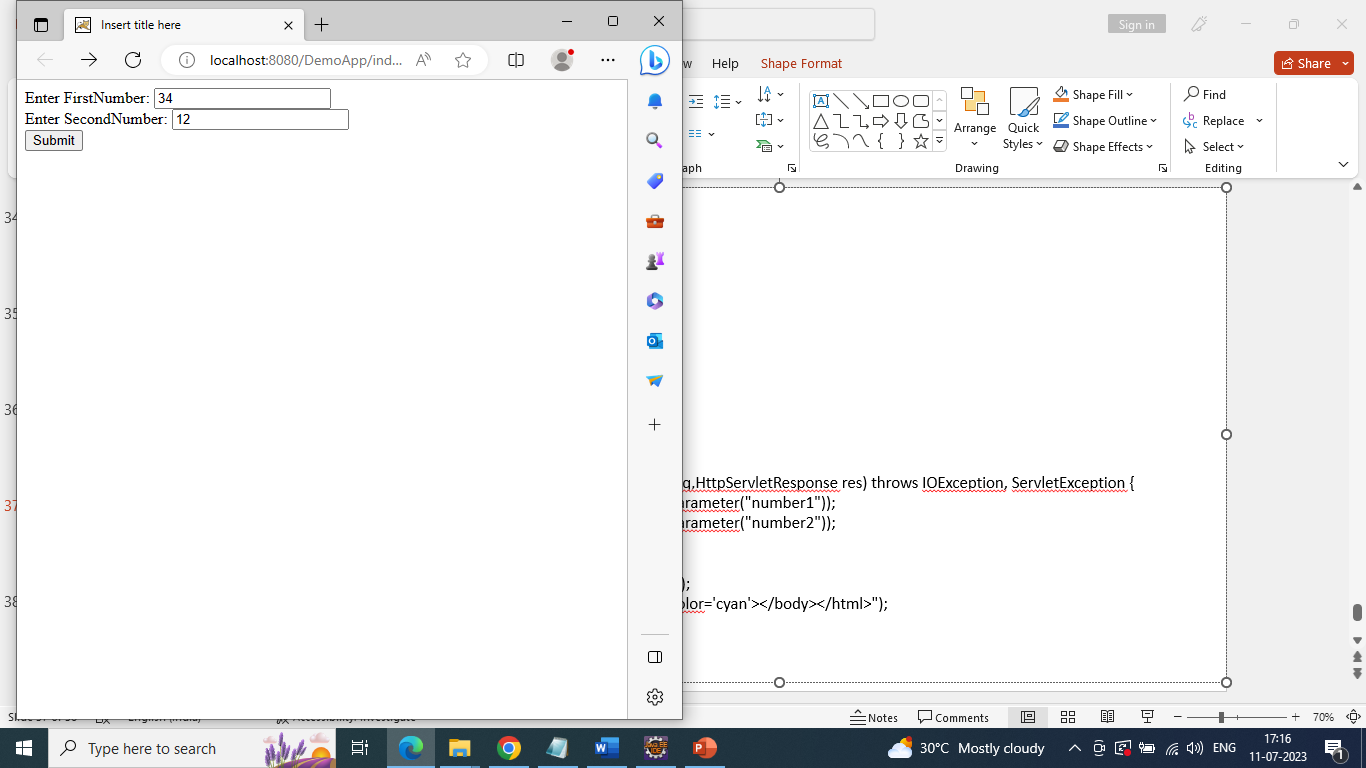 Insert title here
Sign in
localhost:8080/DemoApp/ind...
Help
Shape Format
Share
Enter FirstNumber: 34
Enter SecondNumber: 12
Submit
Arrange
Quick Styles
Shape Fill
Shape Outline
Shape Effects
Find
Replace
Select
Drawing
Editing
34
35
36
37
38
HttpServletResponse res) throws IOException, ServletException {
arameter("number1"));
arameter("number2"));
);
olor='cyan'></body></html>");
Notes
Comments
70%
Type here to search
30°C Mostly cloudy
ENG
17:16
11-07-2023
1